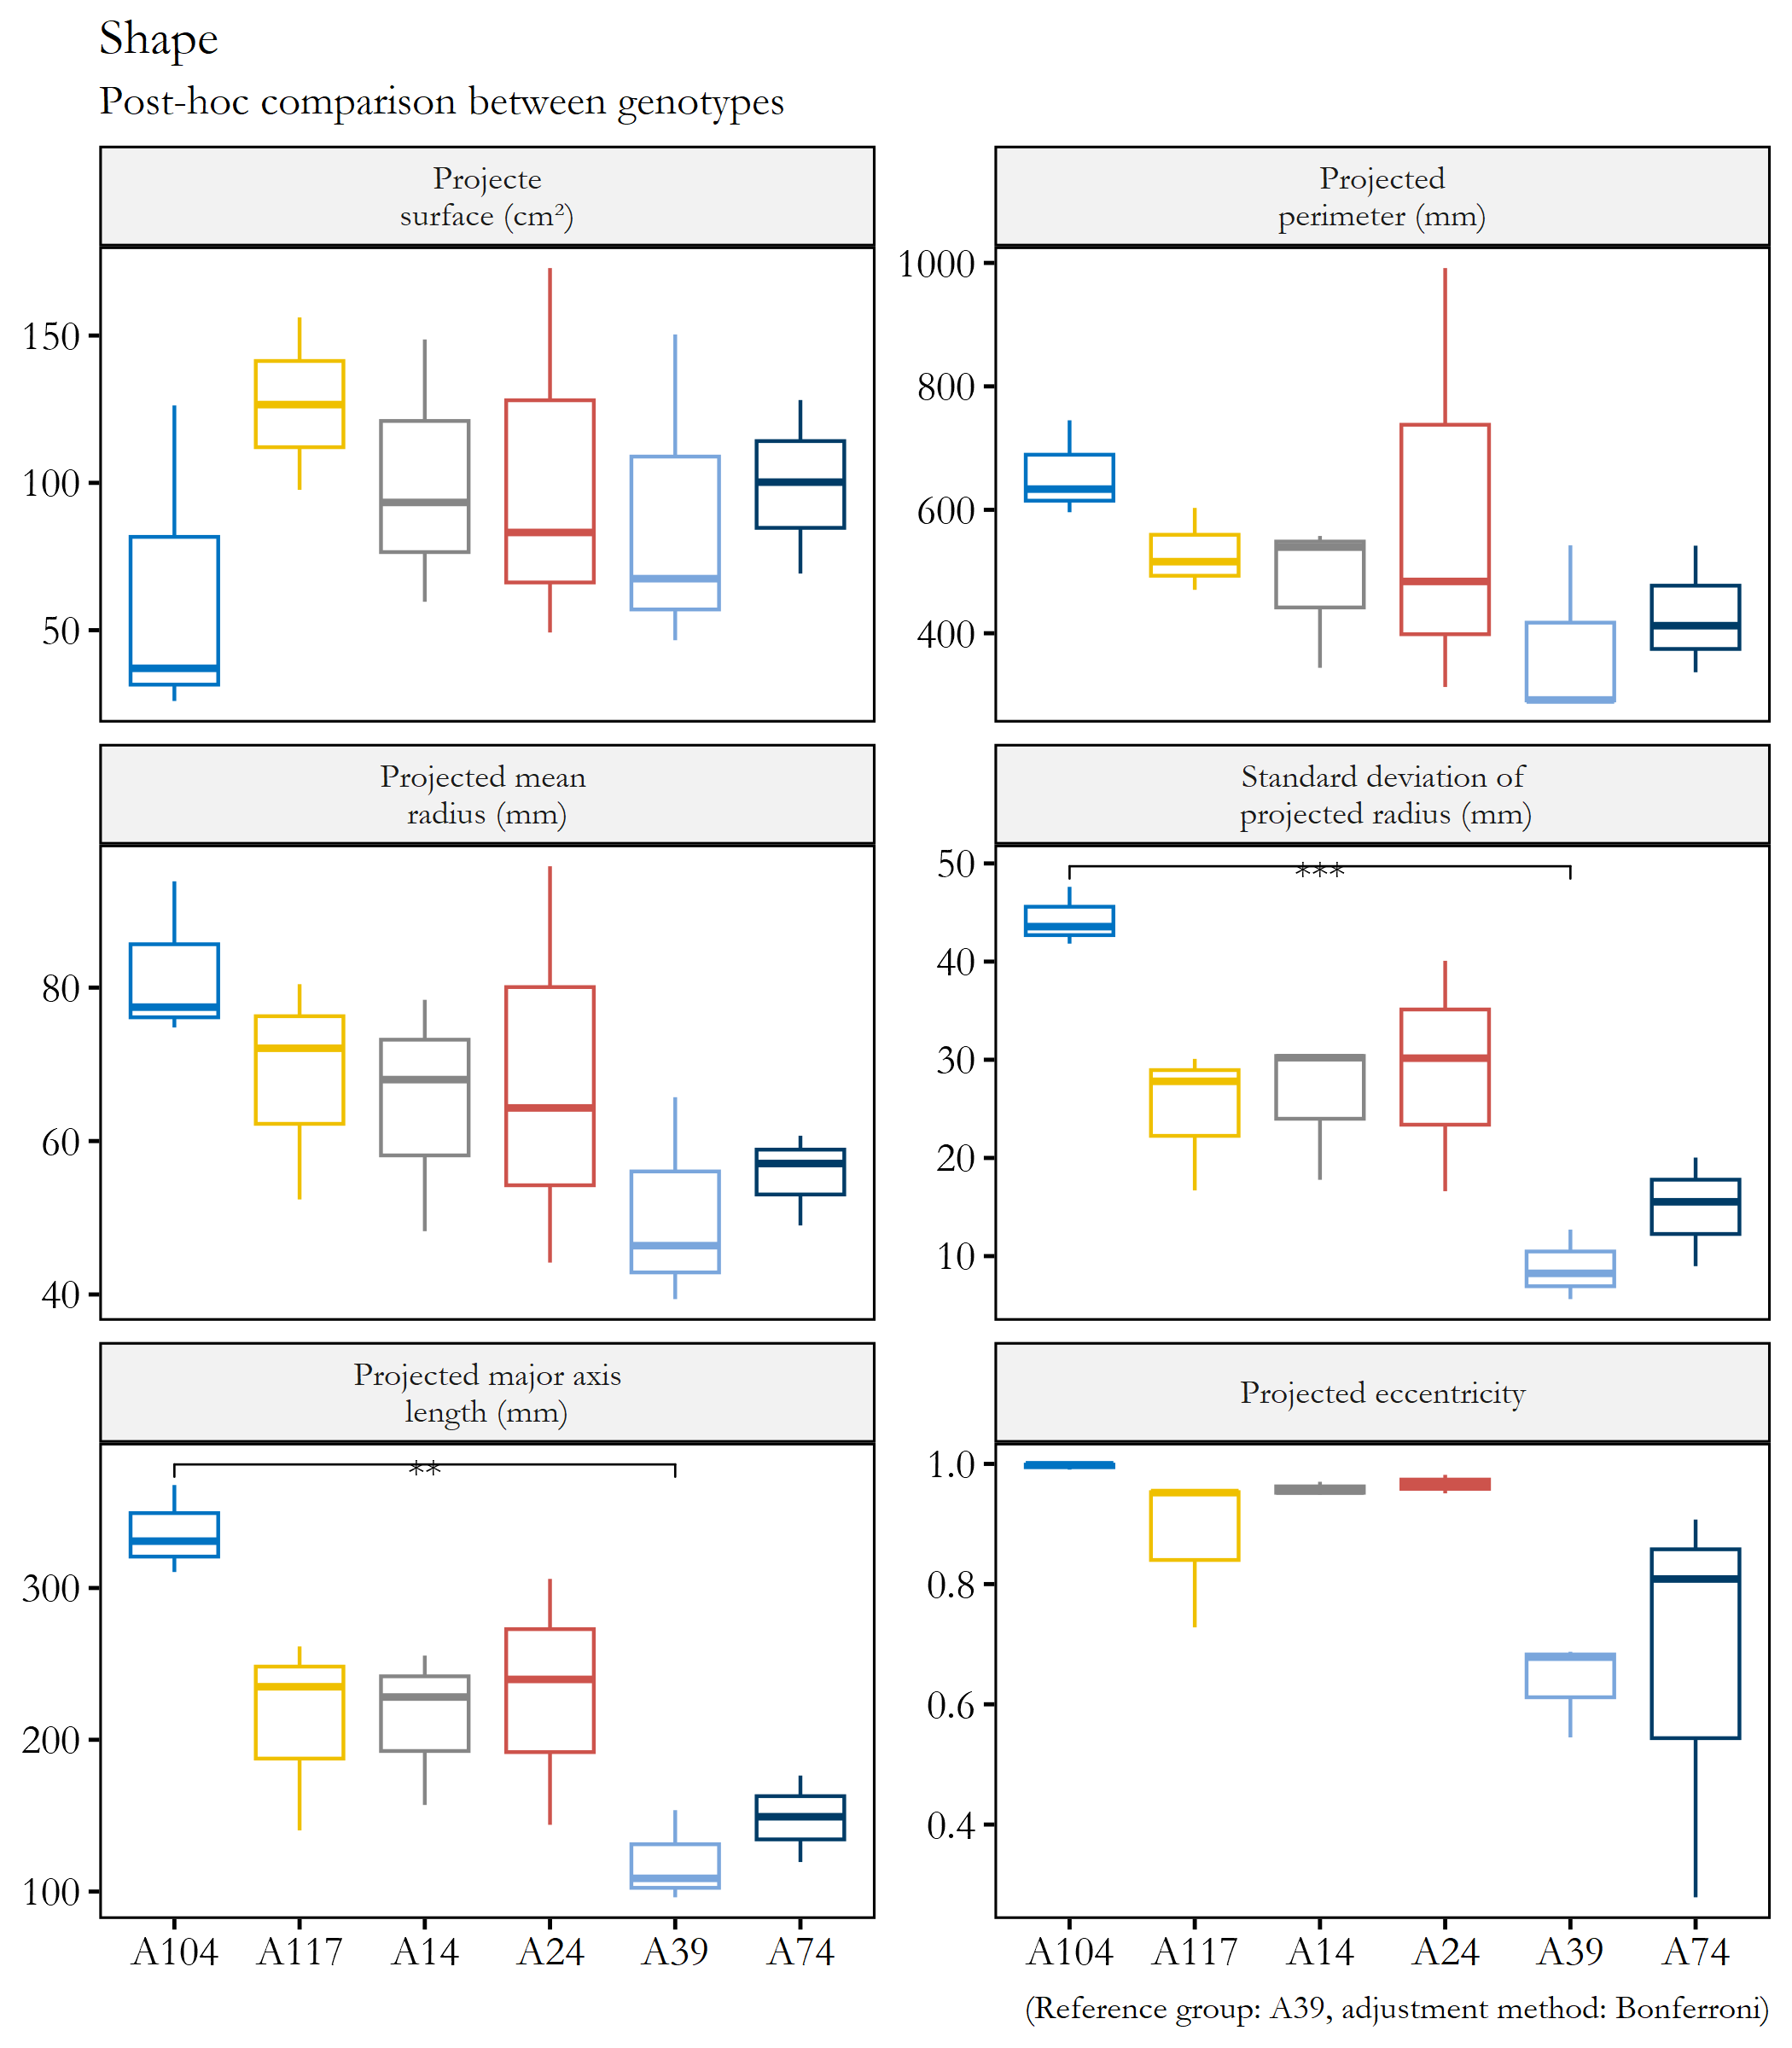 Shape
Post-hoc comparison between genotypes
Projecte
surface (cm²)
150
100
50
Projected
perimeter (mm)
1000
800
600
400
Projected mean
radius (mm)
80
60
40
Standard deviation of
projected radius (mm)
50
40
30
20
10
***
Projected major axis
length (mm)
300
200
100
**
Projected eccentricity
1.0
0.8
0.6
0.4
A104 A117 A14 A24 A39 A74
A104 A117 A14 A24 A39 A74
(Reference group: A39, adjustment method: Bonferroni)